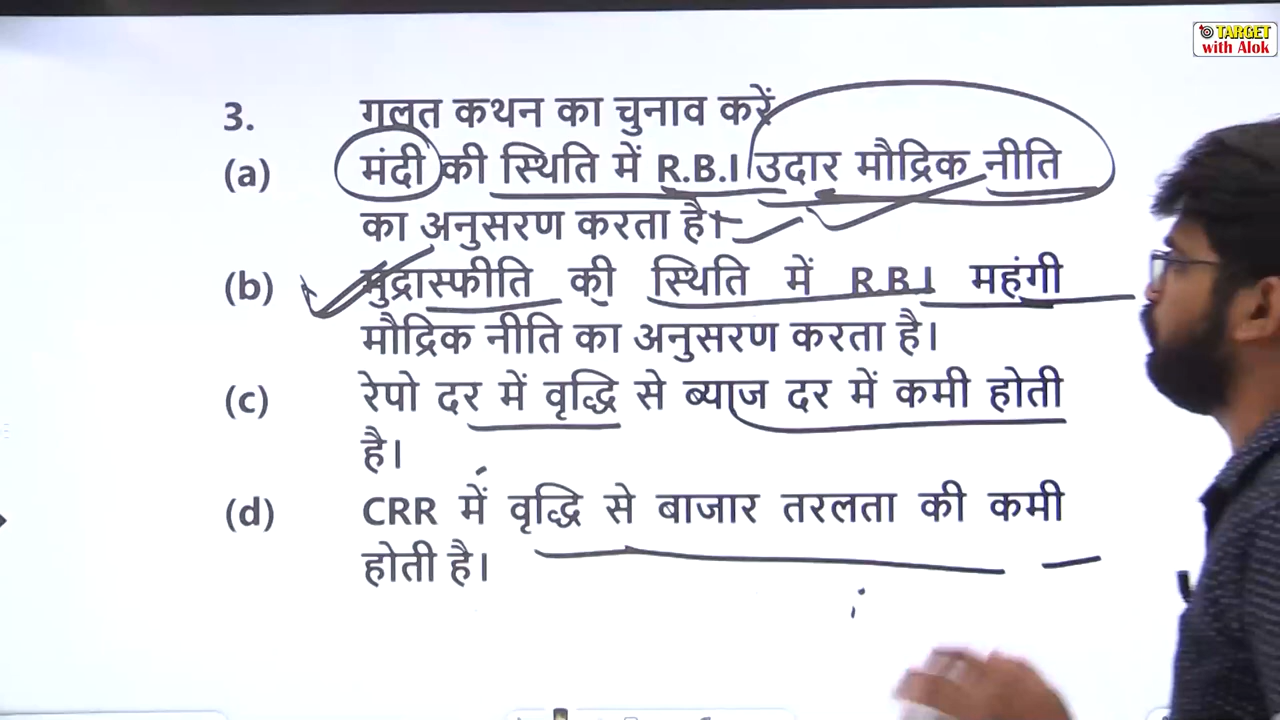 TARGET
with Alok
3. गलत कथन का चुनाव करें
(a) मंदी की स्थिति में R.B.I उदार मौद्रिक नीति
का अनुसरण करता है।
(b) मुद्रास्फीति की स्थिति में R.B.I महंगी
मौद्रिक नीति का अनुसरण करता है।
(c) रेपो दर में वृद्धि से ब्याज दर में कमी होती
है।
(d) CRR में वृद्धि से बाजार तरलता की कमी
होती है।